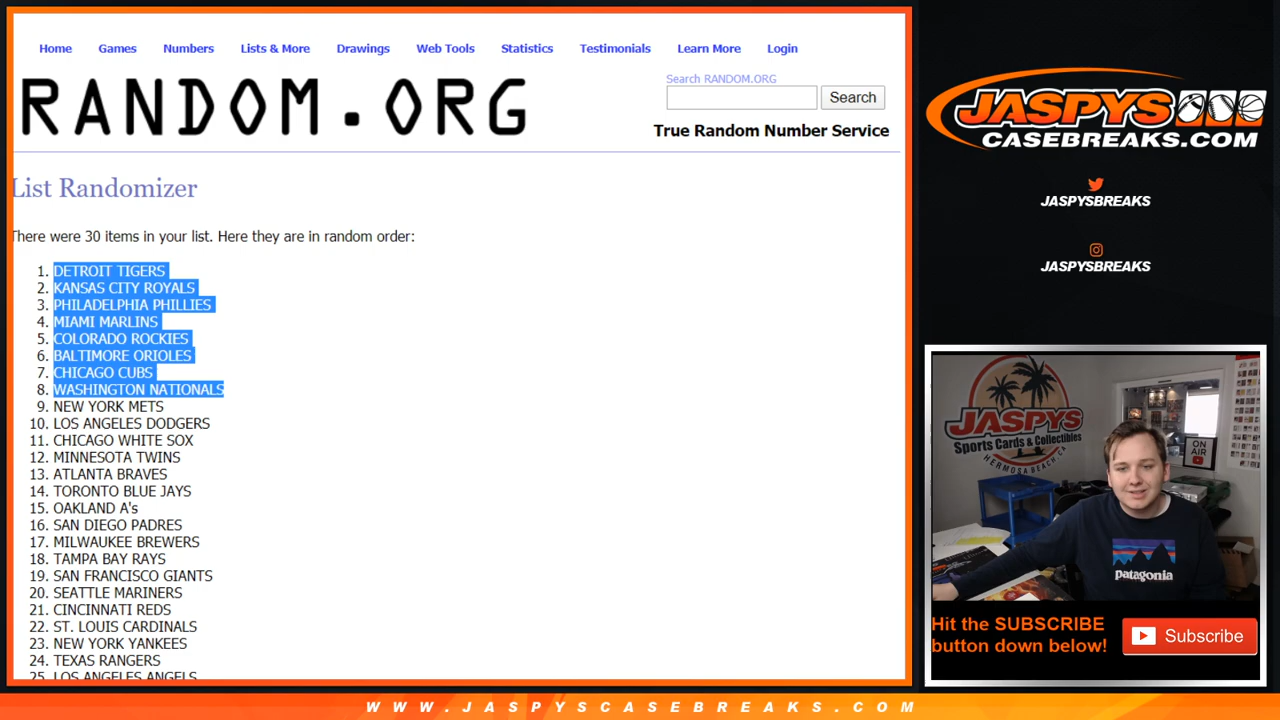 Home Games Numbers Lists & More Drawings Web Tools Statistics Testimonials Learn More Login
RANDOM.ORG
Search RANDOM.ORG
Search
True Random Number Service
List Randomizer
There were 30 items in your list. Here they are in random order:
1. DETROIT TIGERS
2. KANSAS CITY ROYALS
3. PHILADELPHIA PHILLIES
4. MIAMI MARLINS
5. COLORADO ROCKIES
6. BALTIMORE ORIOLES
7. CHICAGO CUBS
8. WASHINGTON NATIONALS
9. NEW YORK METS
10. LOS ANGELES DODGERS
11. CHICAGO WHITE SOX
12. MINNESOTA TWINS
13. ATLANTA BRAVES
14. TORONTO BLUE JAYS
15. OAKLAND A's
16. SAN DIEGO PADRES
17. MILWAUKEE BREWERS
18. TAMPA BAY RAYS
19. SAN FRANCISCO GIANTS
20. SEATTLE MARINERS
21. CINCINNATI REDS
22. ST. LOUIS CARDINALS
23. NEW YORK YANKEES
24. TEXAS RANGERS
25. LOS ANGELES ANGELS
JASPYS
CASEBREAKS.COM
JASPYSBREAKS
JASPYSBREAKS
JASPYS
Sports Cards & Collectibles
HERMOSA BEACH, CA
ON
AIR
patagonia
Hit the SUBSCRIBE
button down below!
Subscribe
WWW.JASPYSCASEBREAKS.COM